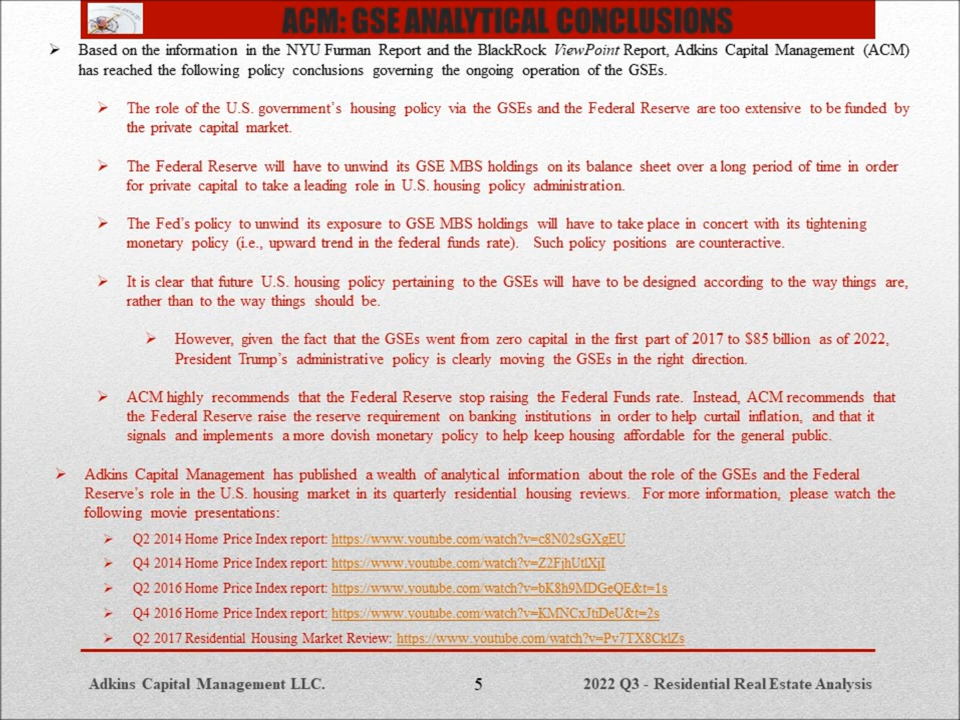 ACM: GSE ANALYTICAL CONCLUSIONS
➢ Based on the information in the NYU Furman Report and the BlackRock ViewPoint Report, Adkins Capital Management (ACM)
has reached the following policy conclusions governing the ongoing operation of the GSEs.
➢ The role of the U.S. government's housing policy via the GSEs and the Federal Reserve are too extensive to be funded by
the private capital market.
➢ The Federal Reserve will have to unwind its GSE MBS holdings on its balance sheet over a long period of time in order
for private capital to take a leading role in U.S. housing policy administration.
➢ The Fed's policy to unwind its exposure to GSE MBS holdings will have to take place in concert with its tightening
monetary policy (i.e., upward trend in the federal funds rate). Such policy positions are counteractive.
➢ It is clear that future U.S. housing policy pertaining to the GSEs will have to be designed according to the way things are,
rather than to the way things should be.
➢ However, given the fact that the GSEs went from zero capital in the first part of 2017 to $85 billion as of 2022,
President Trump's administrative policy is clearly moving the GSEs in the right direction.
➢ ACM highly recommends that the Federal Reserve stop raising the Federal Funds rate. Instead, ACM recommends that
the Federal Reserve raise the reserve requirement on banking institutions in order to help curtail inflation, and that it
signals and implements a more dovish monetary policy to help keep housing affordable for the general public.
➢ Adkins Capital Management has published a wealth of analytical information about the role of the GSEs and the Federal
Reserve's role in the U.S. housing market in its quarterly residential housing reviews. For more information, please watch the
following movie presentations:
➢ Q2 2014 Home Price Index report: https://www.youtube.com/watch?v=c8N02sGXgEU
➢ Q4 2014 Home Price Index report: https://www.youtube.com/watch?v=Z2FjhUtlXjI
➢ Q2 2016 Home Price Index report: https://www.youtube.com/watch?v=bK8h9MDGeQE&t=1s
➢ Q4 2016 Home Price Index report: https://www.youtube.com/watch?v=KMNCxJtiDeU&t=2s
➢ Q2 2017 Residential Housing Market Review: https://www.youtube.com/watch?v=Pv7TX8CklZs
Adkins Capital Management LLC. 5 2022 Q3 - Residential Real Estate Analysis